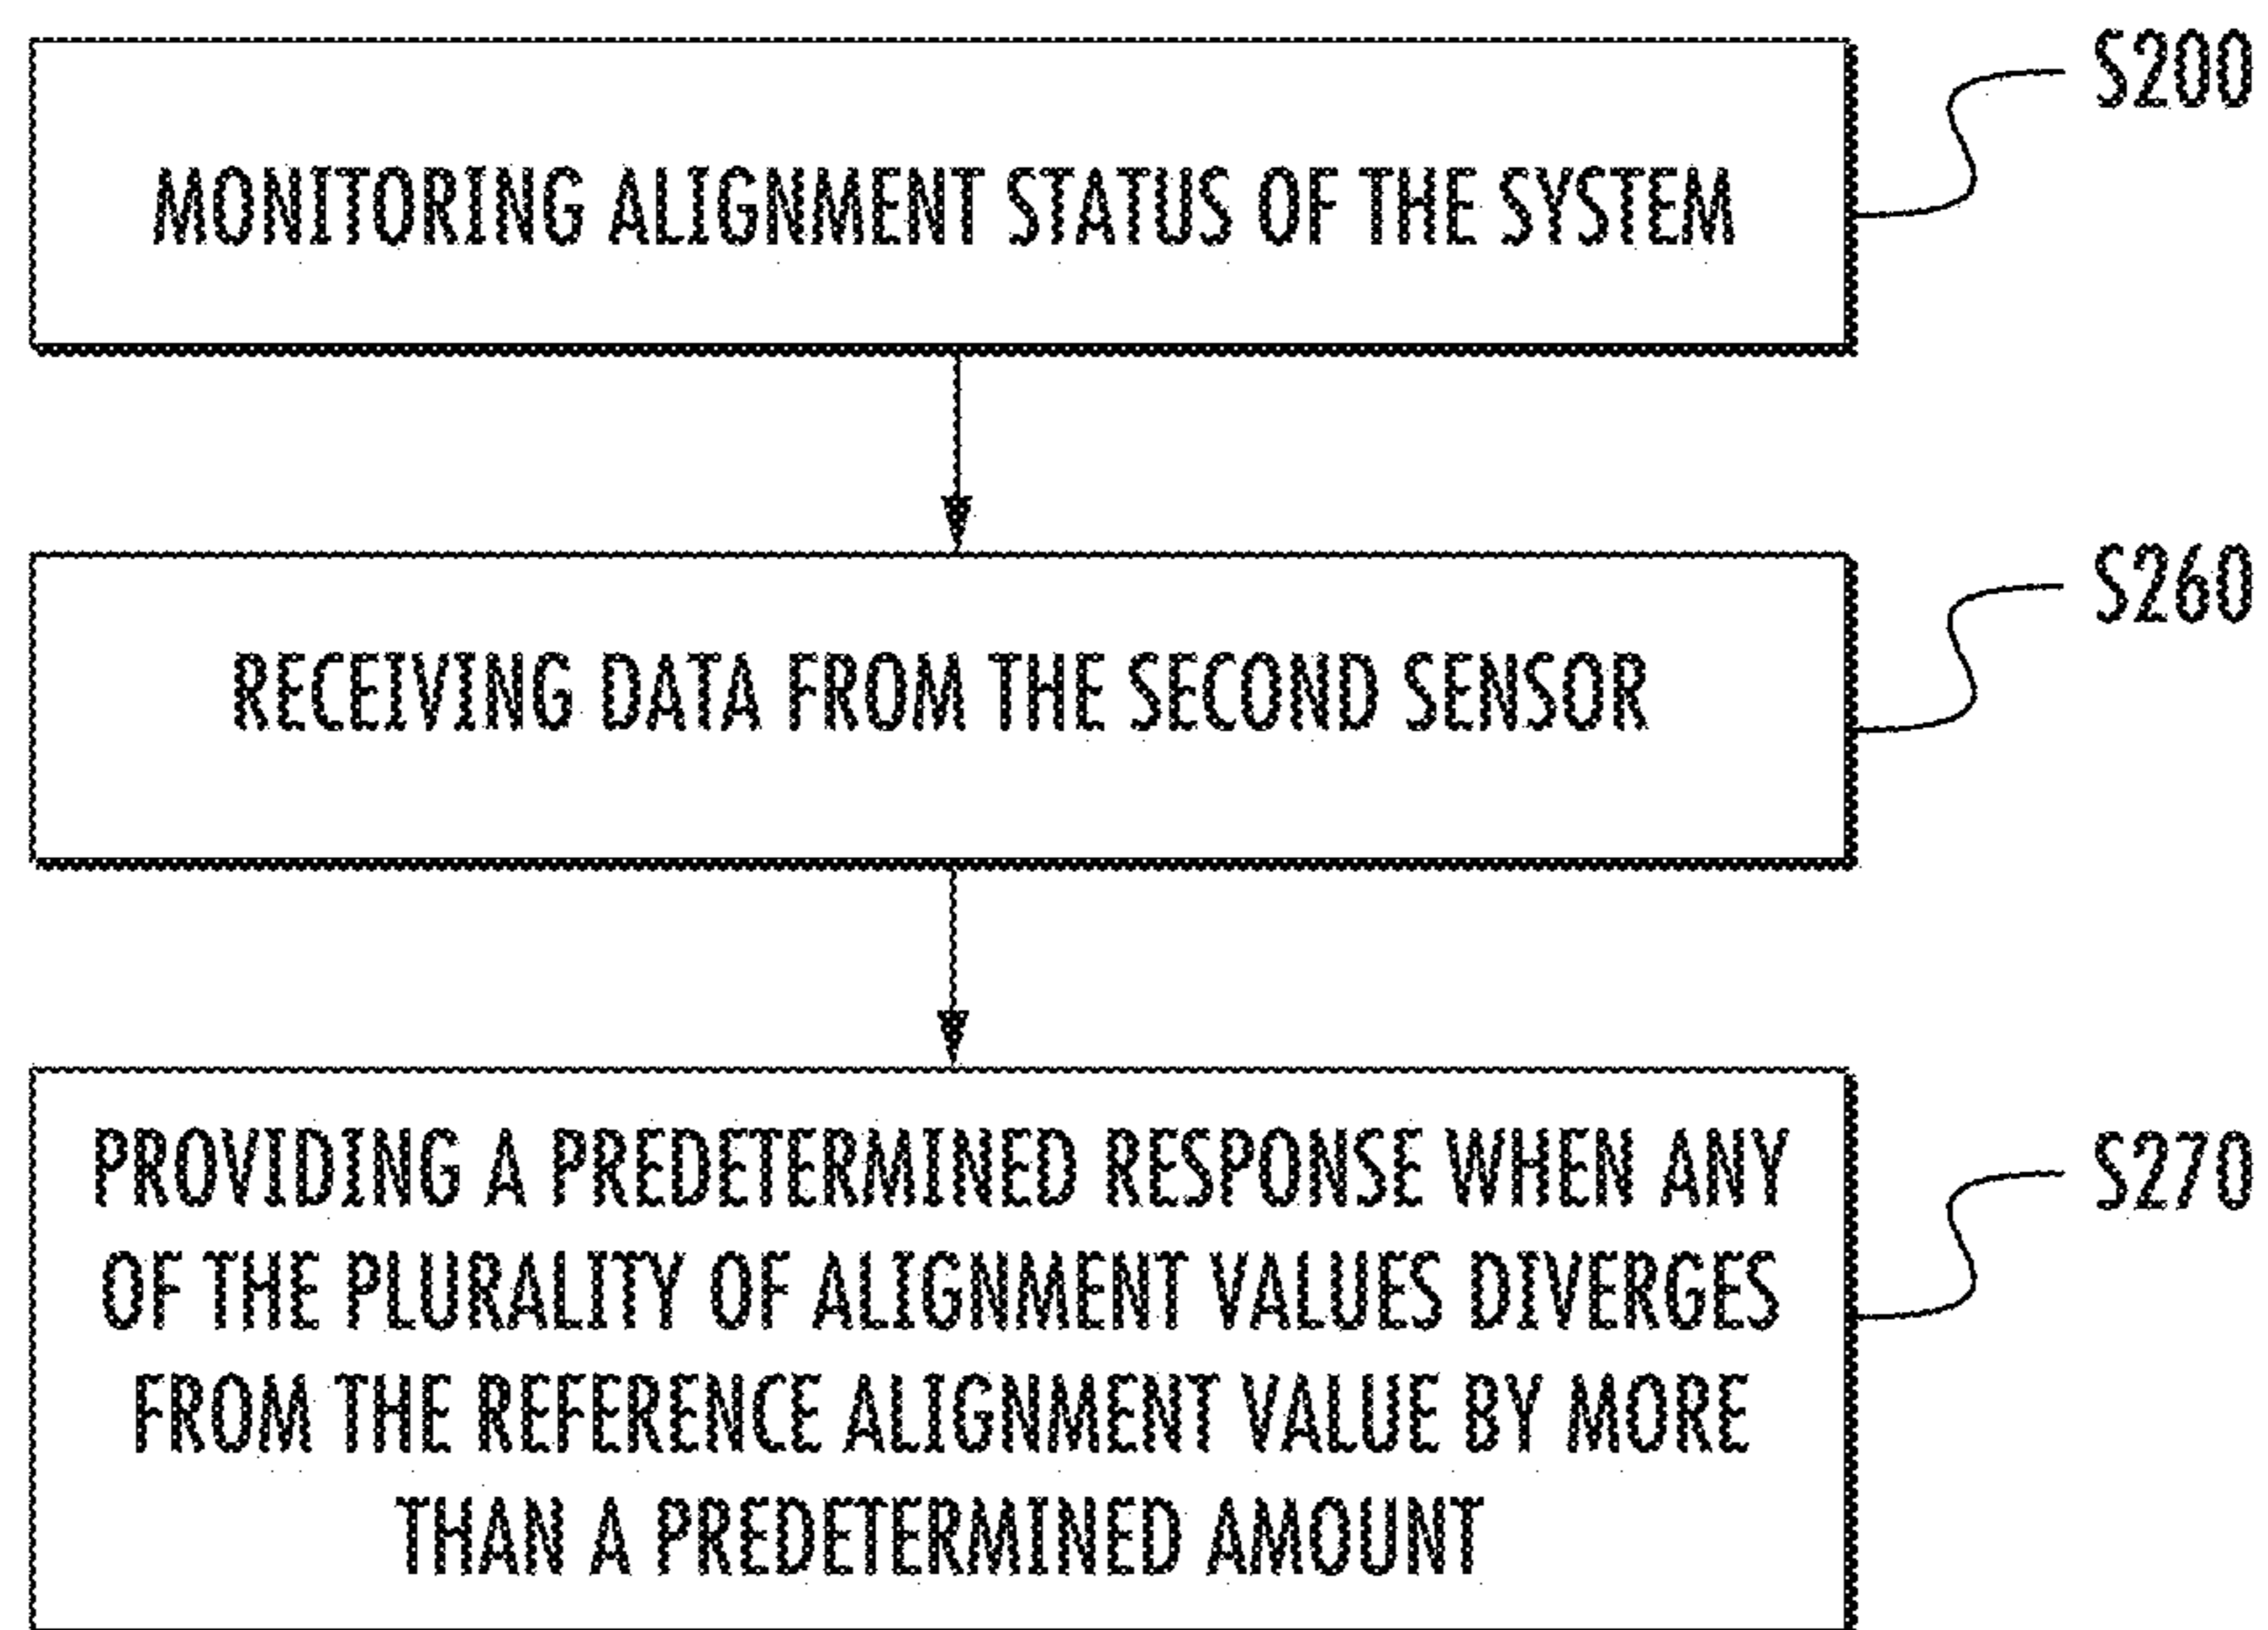 S200
MONITORING ALIGNMENT STATUS OF THE SYSTEM
S260
RECEIVING DATA FROM THE SECOND SENSOR
PROVIDING A PREDETERMINED RESPONSE WHEN ANY
S270
OF THE PLURALITY OF ALIGNMENT VALUES DIVERGES
FROM THE REFERENCE ALIGNMENT VALUE BY MORE
THAN A PREDETERMINED AMOUNT